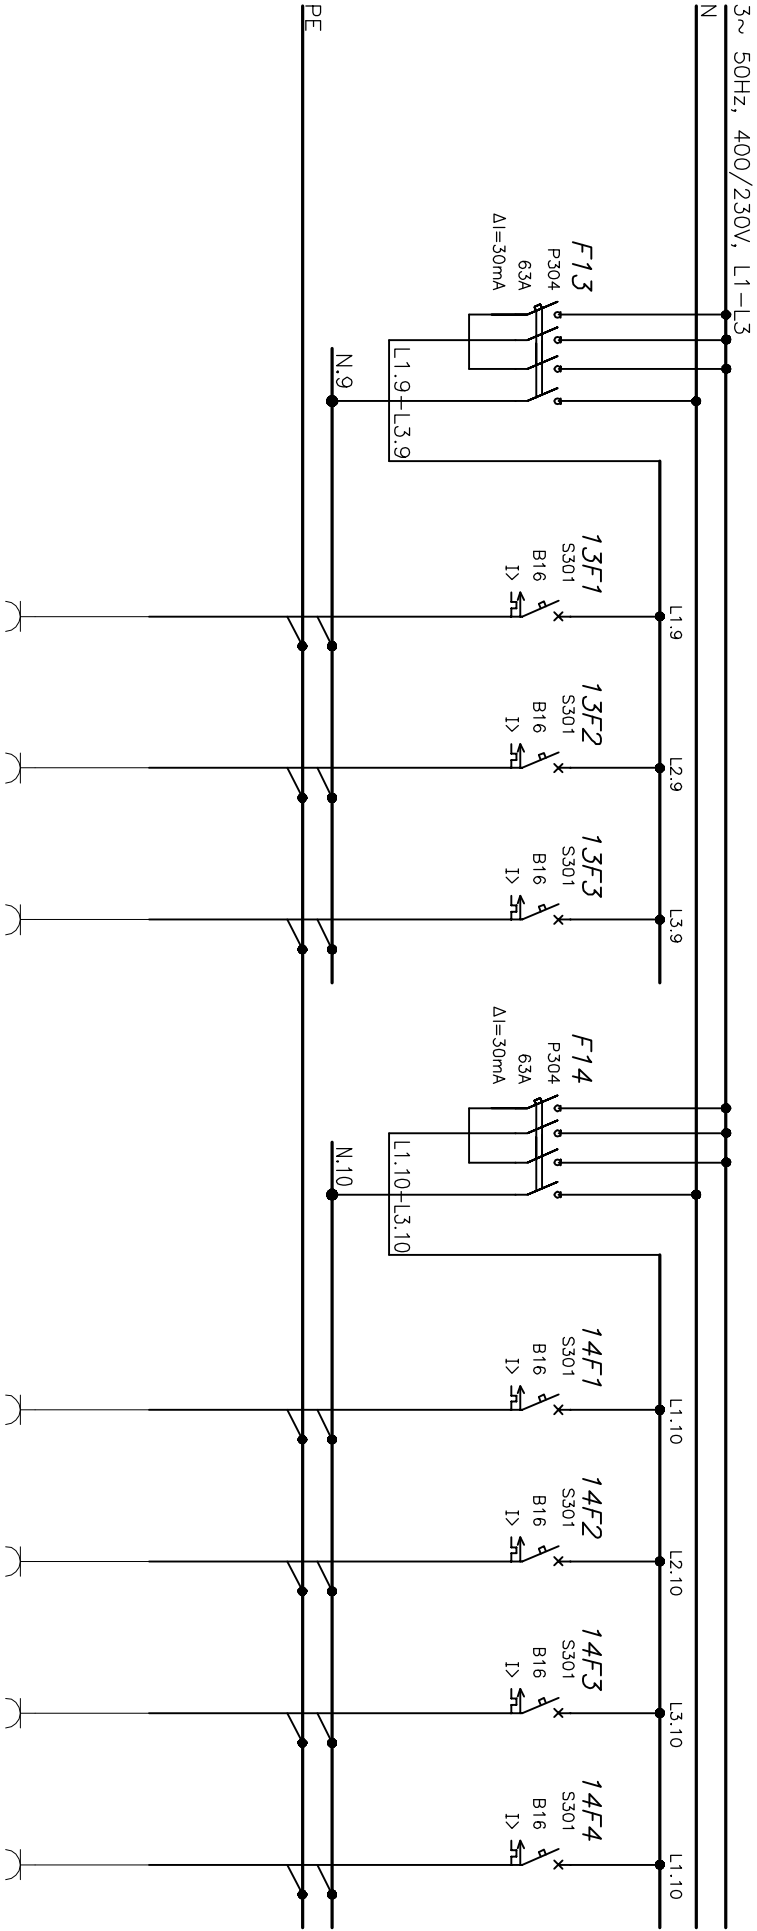 3~ 50Hz, 400/230V, L1-L3
N
PE
F13
P304
63A
ΔI=30mA
L1.9-L3.9
N.9
13F1
S301
B16
I>
L1.9
13F2
S301
B16
I>
L2.9
13F3
S301
B16
I>
L3.9
F14
P304
63A
ΔI=30mA
L1.10-L3.10
N.10
14F1
S301
B16
I>
L1.10
14F2
S301
B16
I>
L2.10
14F3
S301
B16
I>
L3.10
14F4
S301
B16
I>
L1.10